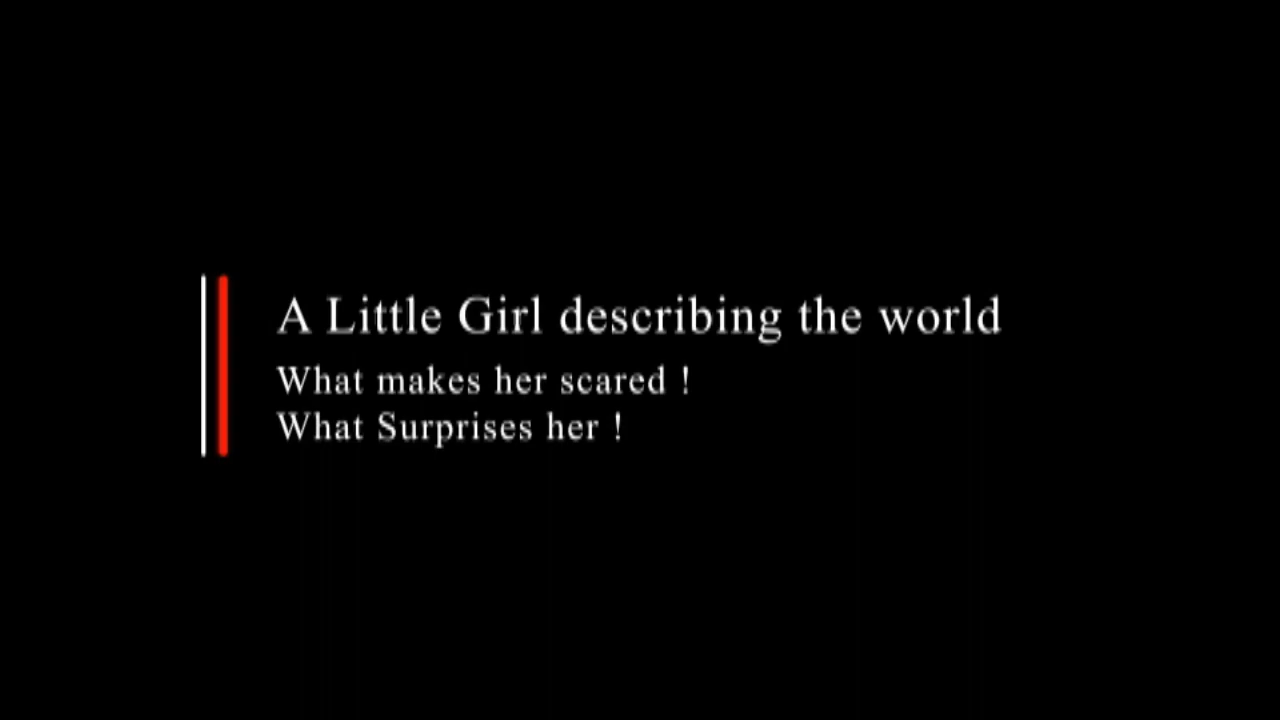 A Little Girl describing the world
What makes her scared !
What Surprises her !